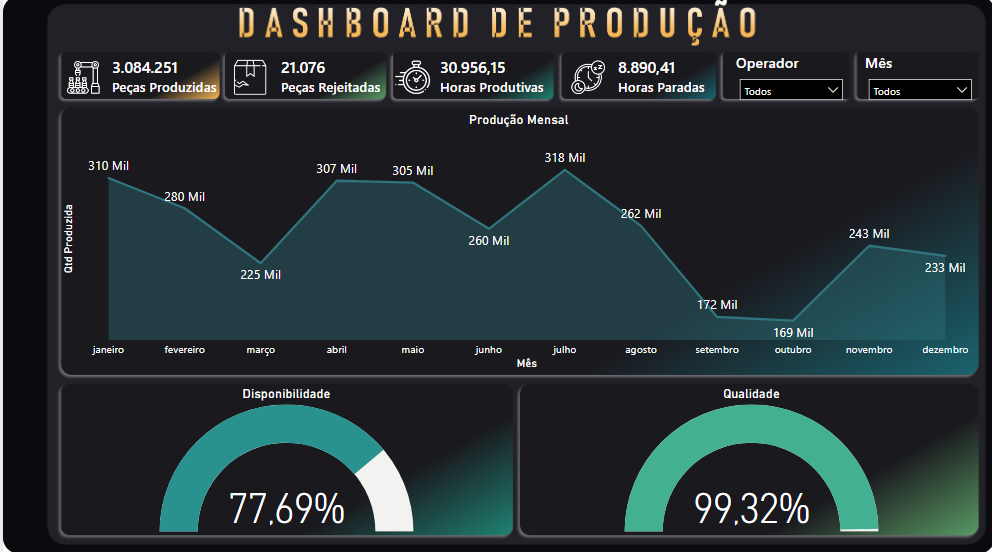 DASHBOARD DE PRODUÇÃO
3.084.251
Peças Produzidas
21.076
Peças Rejeitadas
30.956,15
Horas Produtivas
8.890,41
Horas Paradas
Operador
Todos
Mês
Todos
Produção Mensal
Qtd Produzida
310 Mil
280 Mil
225 Mil
307 Mil
305 Mil
260 Mil
318 Mil
262 Mil
172 Mil
169 Mil
243 Mil
233 Mil
janeiro
fevereiro
março
abril
maio
junho
julho
agosto
setembro
outubro
novembro
dezembro
Mês
Disponibilidade
77,69%
Qualidade
99,32%